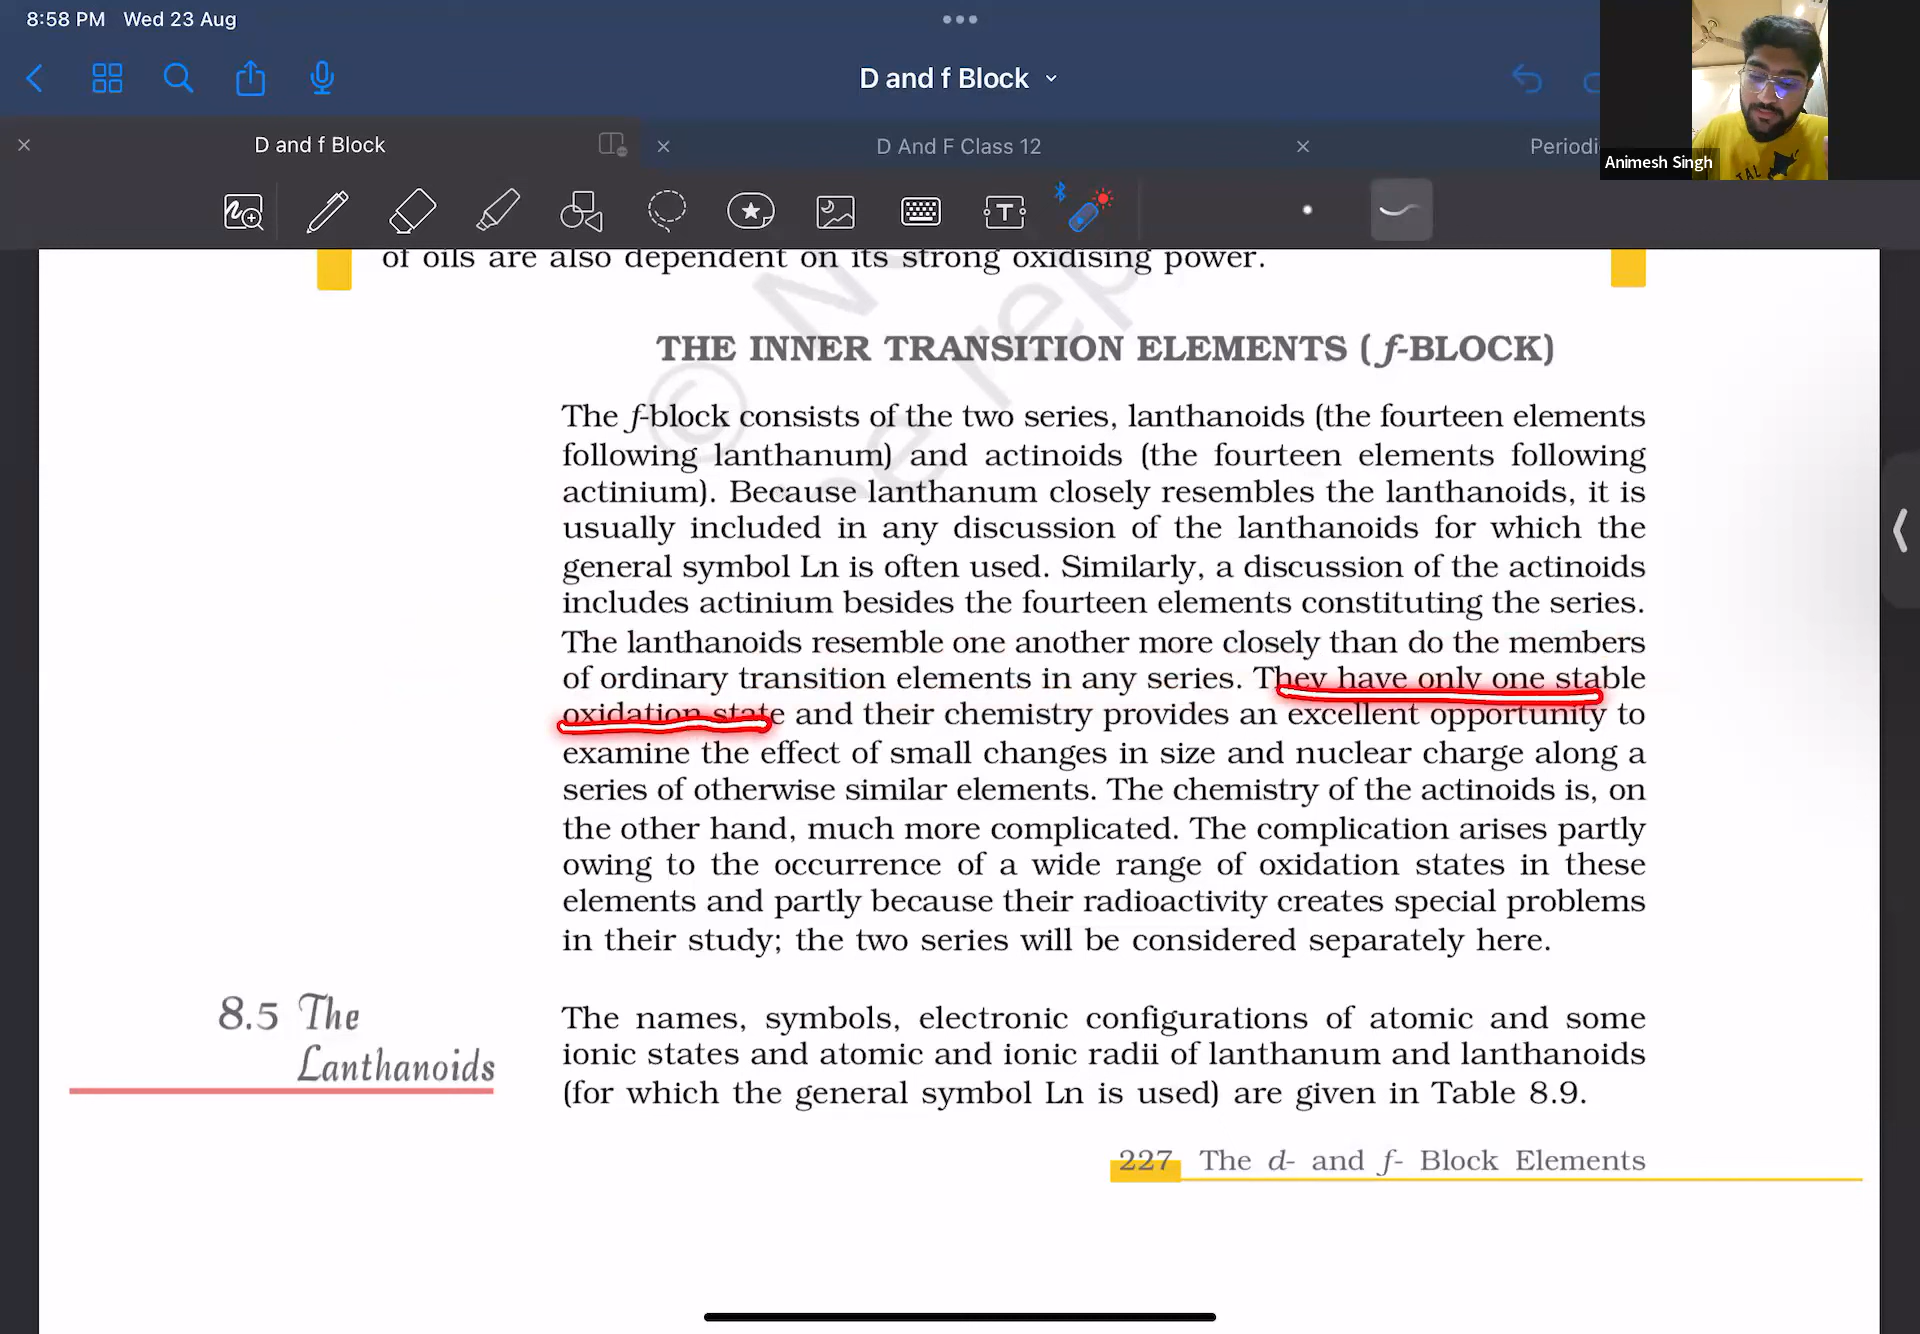 8:58 PM Wed 23 Aug
D and f Block
D and f Block
D And F Class 12
Periodi
Animesh Singh
of oils are also dependent on its strong oxidising power.
THE INNER TRANSITION ELEMENTS (f-BLOCK)
The f-block consists of the two series, lanthanoids (the fourteen elements
following lanthanum) and actinoids (the fourteen elements following
actinium). Because lanthanum closely resembles the lanthanoids, it is
usually included in any discussion of the lanthanoids for which the
general symbol Ln is often used. Similarly, a discussion of the actinoids
includes actinium besides the fourteen elements constituting the series.
The lanthanoids resemble one another more closely than do the members
of ordinary transition elements in any series. They have only one stable
oxidation state and their chemistry provides an excellent opportunity to
examine the effect of small changes in size and nuclear charge along a
series of otherwise similar elements. The chemistry of the actinoids is, on
the other hand, much more complicated. The complication arises partly
owing to the occurrence of a wide range of oxidation states in these
elements and partly because their radioactivity creates special problems
in their study; the two series will be considered separately here.
8.5 The
Lanthanoids
The names, symbols, electronic configurations of atomic and some
ionic states and atomic and ionic radii of lanthanum and lanthanoids
(for which the general symbol Ln is used) are given in Table 8.9.
227 The d- and f- Block Elements